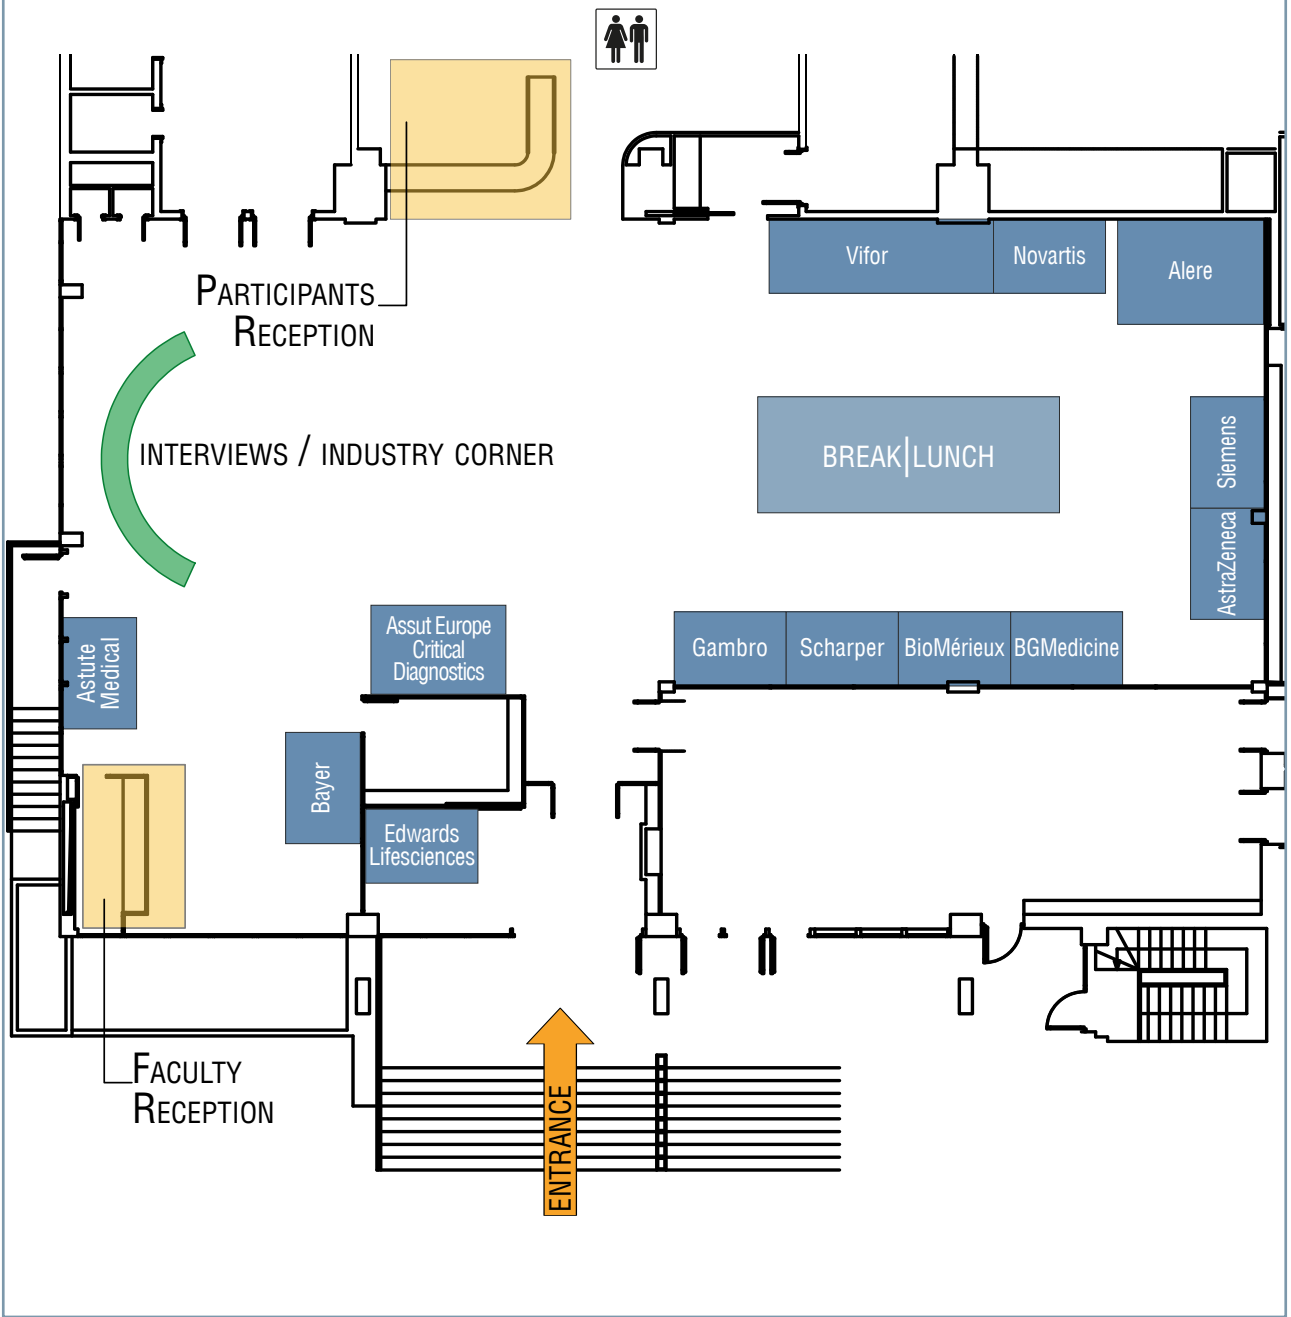 Vifor
Novartis
Alere
PARTICIPANTS
RECEPTION
INTERVIEWS / INDUSTRY CORNER
BREAK|LUNCH
Siemens
AstraZeneca
Assut Europe
Critical
Diagnostics
Gambro
Scharper
BioMérieux
BGMedicine
Astute
Medical
Bayer
Edwards
Lifesciences
FACULTY
RECEPTION
ENTRANCE